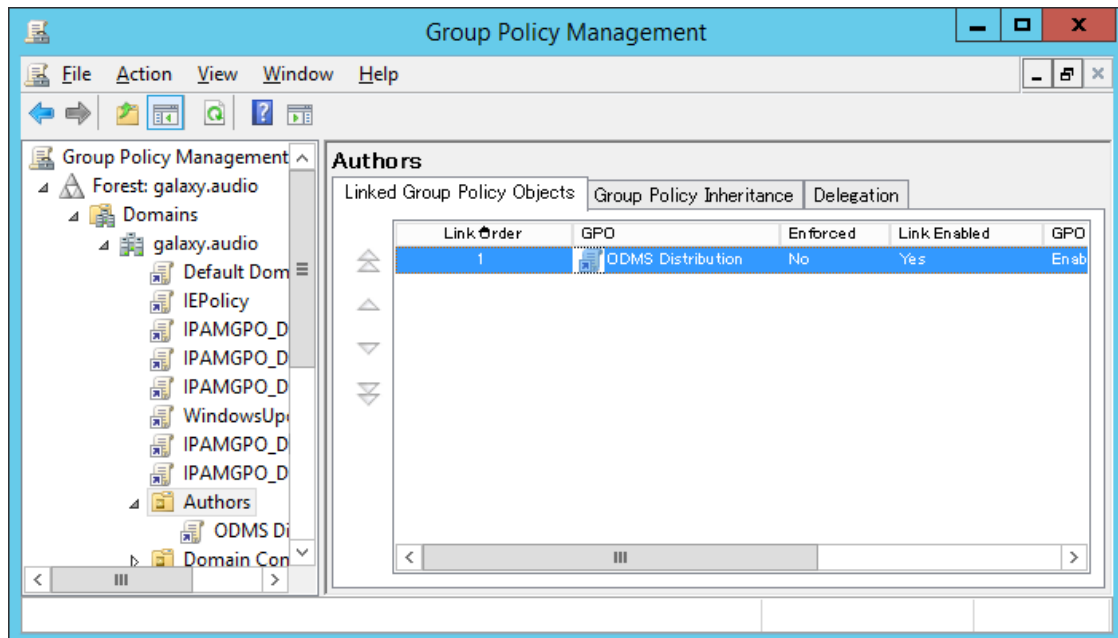 Group Policy Management
File Action View Window Help
Group Policy Management
Forest: galaxy.audio
Domains
galaxy.audio
Default Dom
IEPolicy
IPAMGPO_D
IPAMGPO_D
IPAMGPO_D
WindowsUp
IPAMGPO_D
IPAMGPO_D
Authors
ODMS Di
Domain Con
Authors
Linked Group Policy Objects Group Policy Inheritance Delegation
Link Order GPO Enforced Link Enabled GPO
1 ODMS Distribution No Yes Enab